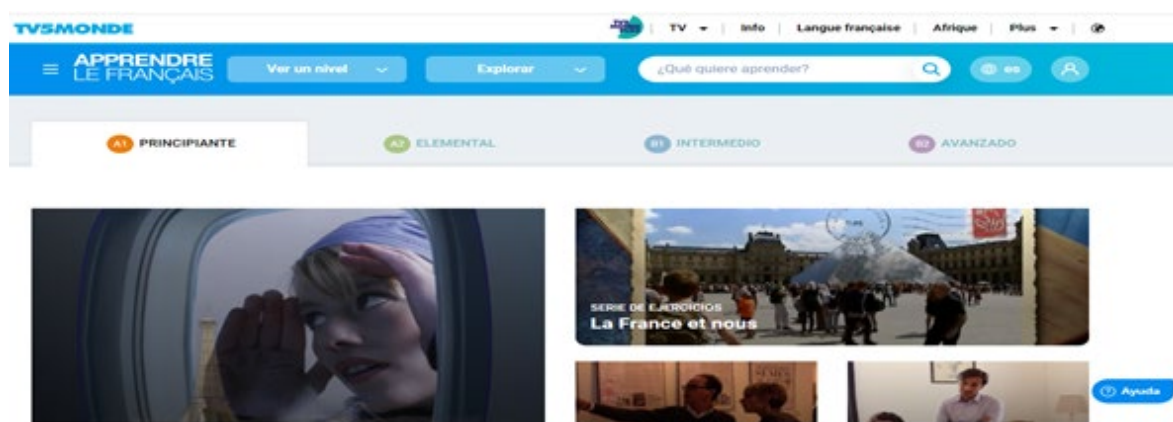 TV5MONDE
TV | Info | Langue française | Afrique | Plus
APPRENDRE
LE FRANÇAIS
Ver un nivel
Explorar
¿Qué quiere aprender?
es
A1 PRINCIPIANTE
A2 ELEMENTAL
B1 INTERMEDIO
B2 AVANZADO
SERIE DE EJERCICIOS
La France et nous
Ayuda